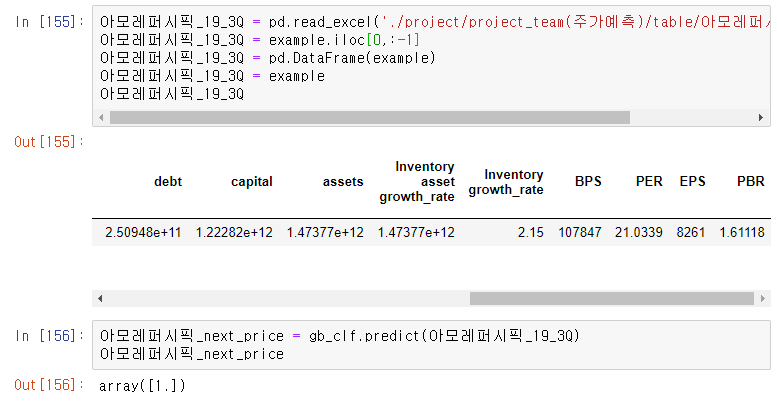 In [155]:
아모레퍼시픽_19_3Q = pd.read_excel('./project/project_team(주가예측)/table/아모레퍼시
아모레퍼시픽_19_3Q = example.iloc[0,:-1]
아모레퍼시픽_19_3Q = pd.DataFrame(example)
아모레퍼시픽_19_3Q = example
아모레퍼시픽_19_3Q
Out[155]:
debt capital assets Inventory asset growth_rate Inventory growth_rate BPS PER EPS PBR
2.50948e+11 1.22282e+12 1.47377e+12 1.47377e+12 2.15 107847 21.0339 8261 1.61118
In [156]:
아모레퍼시픽_next_price = gb_clf.predict(아모레퍼시픽_19_3Q)
아모레퍼시픽_next_price
Out[156]: array([1.])